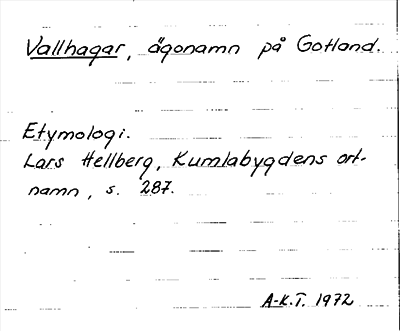 Vallhagar, ägonamn på Gotland.
Etymologi.
Lars Hellberg, Kumlabygdens ort-
namn, s. 287.
A-K.T. 1972